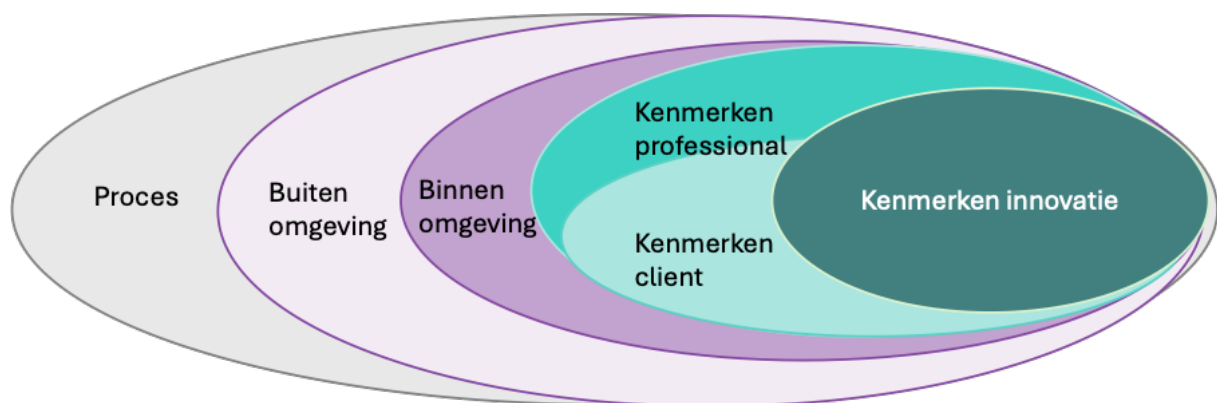 Proces
Buiten
omgeving
Binnen
omgeving
Kenmerken
professional
Kenmerken
client
Kenmerken innovatie